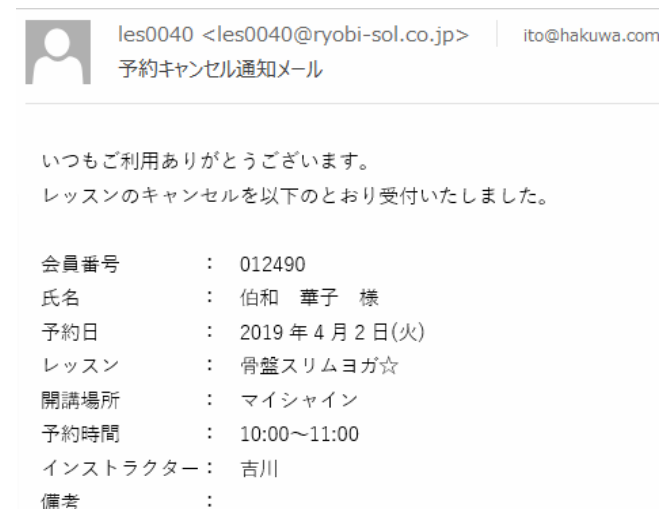 les0040 <les0040@ryobi-sol.co.jp> ito@hakuwa.com
予約キャンセル通知メール
いつもご利用ありがとうございます。
レッスンのキャンセルを以下のとおり受付いたしました。
会員番号 : 012490
氏名 : 伯和 華子 様
予約日 : 2019年4月2日(火)
レッスン : 骨盤スリムヨガ☆
開講場所 : マイシャイン
予約時間 : 10:00～11:00
インストラクター: 吉川
備考 :